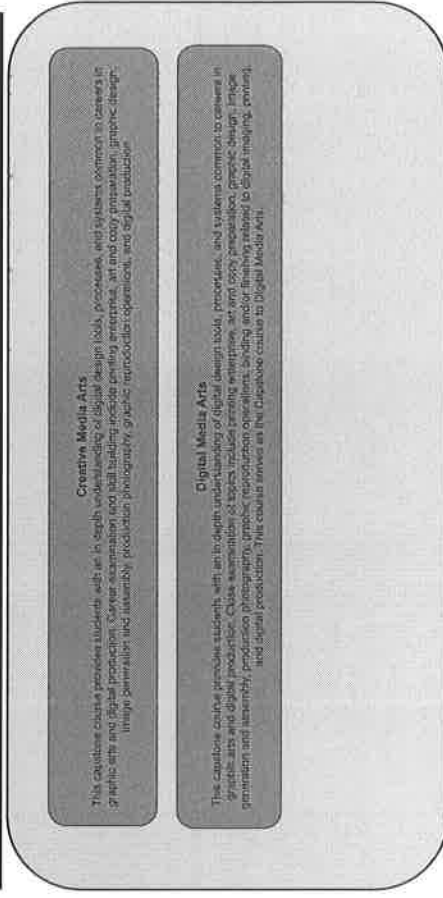 Creative Media Arts
This capstone course provides students with an in depth understanding of digital design tools, processes, and systems common to careers in
graphic arts and digital production. Career examination and skill building include printing enterprise, art and copy preparation, graphic design,
image generation and assembly, production photography, graphic reproduction operations, and digital production.
Digital Media Arts
This capstone course provides students with an in depth understanding of digital design tools, processes, and systems common to careers in
graphic arts and digital production. Close examination of topics include printing enterprise, art and copy preparation, graphic design, image
generation and assembly, production photography, graphic reproduction operations, binding and/or finishing related to digital imaging, printing,
and digital production. This course serves as the Capstone course to Digital Media Arts.